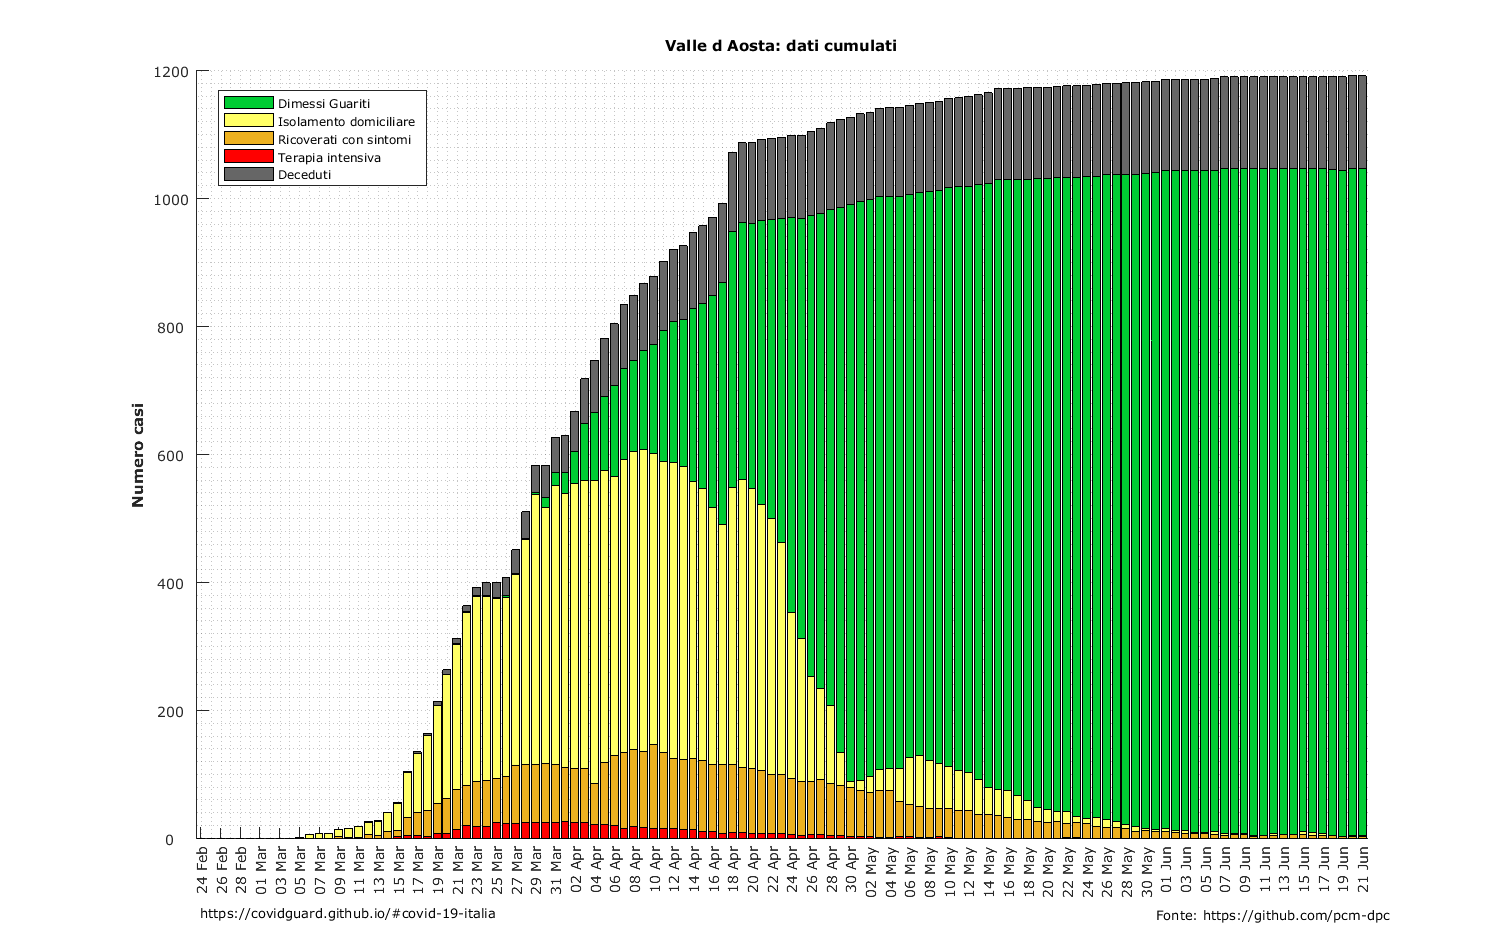 Valle d Aosta: dati cumulati
1200
1000
800
600
400
200
0
Numero casi
Dimessi Guariti
Isolamento domiciliare
Ricoverati con sintomi
Terapia intensiva
Deceduti
24 Feb
26 Feb
28 Feb
01 Mar
03 Mar
05 Mar
07 Mar
09 Mar
11 Mar
13 Mar
15 Mar
17 Mar
19 Mar
21 Mar
23 Mar
25 Mar
27 Mar
29 Mar
31 Mar
02 Apr
04 Apr
06 Apr
08 Apr
10 Apr
12 Apr
14 Apr
16 Apr
18 Apr
20 Apr
22 Apr
24 Apr
26 Apr
28 Apr
30 Apr
02 May
04 May
06 May
08 May
10 May
12 May
14 May
16 May
18 May
20 May
22 May
24 May
26 May
28 May
30 May
01 Jun
03 Jun
05 Jun
07 Jun
09 Jun
11 Jun
13 Jun
15 Jun
17 Jun
19 Jun
21 Jun
https://covidguard.github.io/#covid-19-italia
Fonte: https://github.com/pcm-dpc